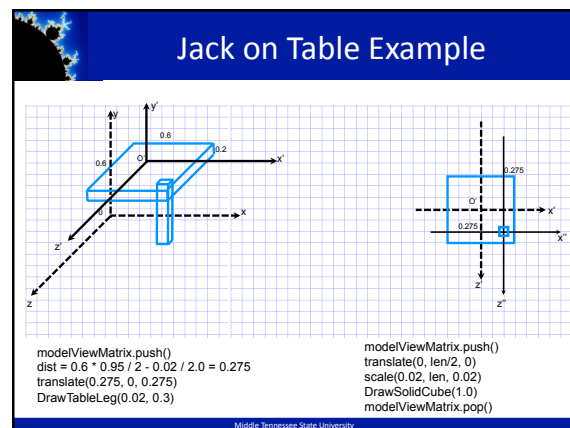 Jack on Table Example
y
y'
0.6
0.2
0.6
O'
x'
0
x
z'
z
0.275
O'
x'
0.275
x"
z'
z"
modelViewMatrix.push()
dist = 0.6 * 0.95 / 2 - 0.02 / 2.0 = 0.275
translate(0.275, 0, 0.275)
DrawTableLeg(0.02, 0.3)
modelViewMatrix.push()
translate(0, len/2, 0)
scale(0.02, len, 0.02)
DrawSolidCube(1.0)
modelViewMatrix.pop()
Middle Tennessee State University